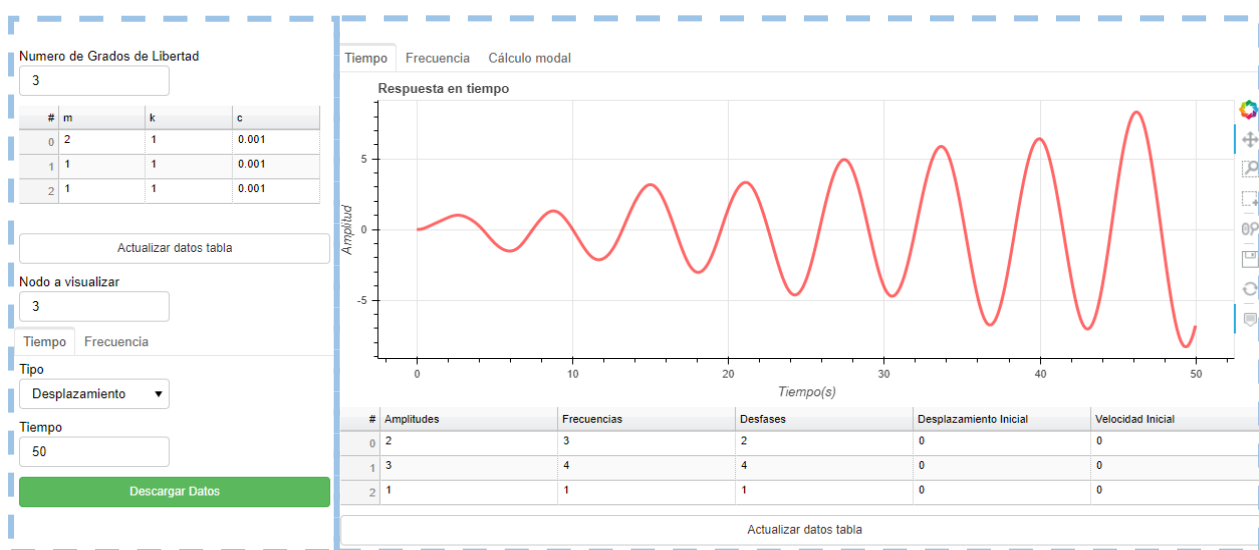 Numero de Grados de Libertad
3
# m k c
0 2 1 0.001
1 1 1 0.001
2 1 1 0.001
Actualizar datos tabla
Nodo a visualizar
3
Tiempo Frecuencia
Tipo
Desplazamiento
Tiempo
50
Descargar Datos
Tiempo Frecuencia Cálculo modal
Respuesta en tiempo
Amplitud
5
0
-5
0 10 20 30 40 50
Tiempo(s)
# Amplitudes Frecuencias Desfases Desplazamiento Inicial Velocidad Inicial
0 2 3 2 0 0
1 3 4 4 0 0
2 1 1 1 0 0
Actualizar datos tabla